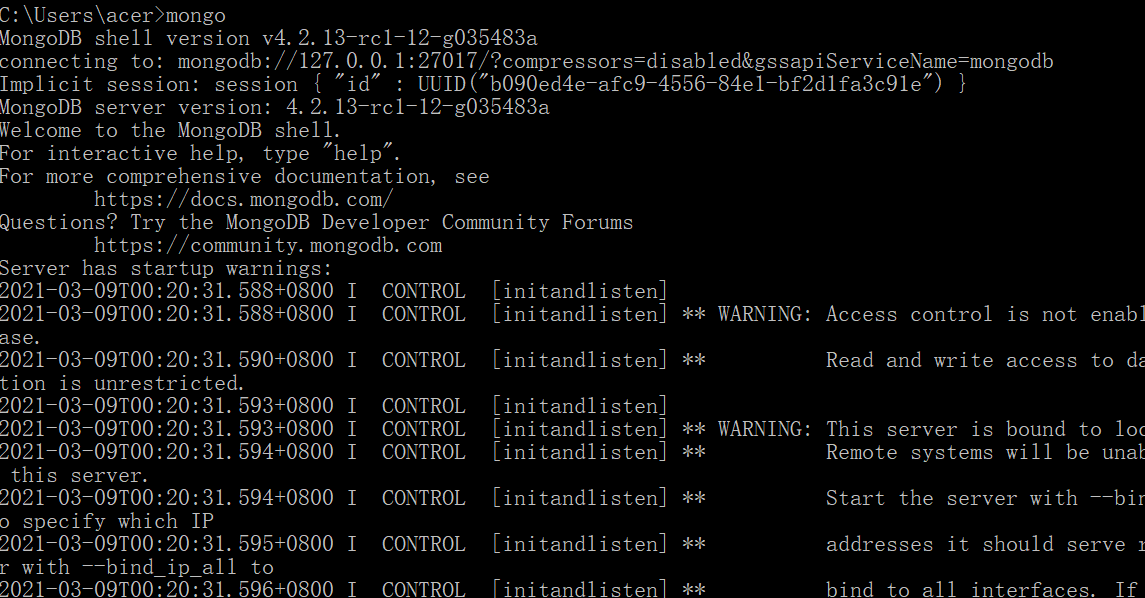 C:\Users\acer>mongo
MongoDB shell version v4.2.13-rc1-12-g035483a
connecting to: mongodb://127.0.0.1:27017/?compressors=disabled&gssapiServiceName=mongodb
Implicit session: session { "id" : UUID("b090ed4e-afc9-4556-84e1-bf2d1fa3c91e") }
MongoDB server version: 4.2.13-rc1-12-g035483a
Welcome to the MongoDB shell.
For interactive help, type "help".
For more comprehensive documentation, see
https://docs.mongodb.com/
Questions? Try the MongoDB Developer Community Forums
https://community.mongodb.com
Server has startup warnings:
2021-03-09T00:20:31.588+0800 I  CONTROL  [initandlisten]
2021-03-09T00:20:31.588+0800 I  CONTROL  [initandlisten] ** WARNING: Access control is not enabl
ase.
2021-03-09T00:20:31.590+0800 I  CONTROL  [initandlisten] **          Read and write access to da
tion is unrestricted.
2021-03-09T00:20:31.593+0800 I  CONTROL  [initandlisten]
2021-03-09T00:20:31.593+0800 I  CONTROL  [initandlisten] ** WARNING: This server is bound to loc
2021-03-09T00:20:31.594+0800 I  CONTROL  [initandlisten] **          Remote systems will be unab
this server.
2021-03-09T00:20:31.594+0800 I  CONTROL  [initandlisten] **          Start the server with --bin
o specify which IP
2021-03-09T00:20:31.595+0800 I  CONTROL  [initandlisten] **          addresses it should serve r
r with --bind_ip_all to
2021-03-09T00:20:31.596+0800 I  CONTROL  [initandlisten] **          bind to all interfaces. If